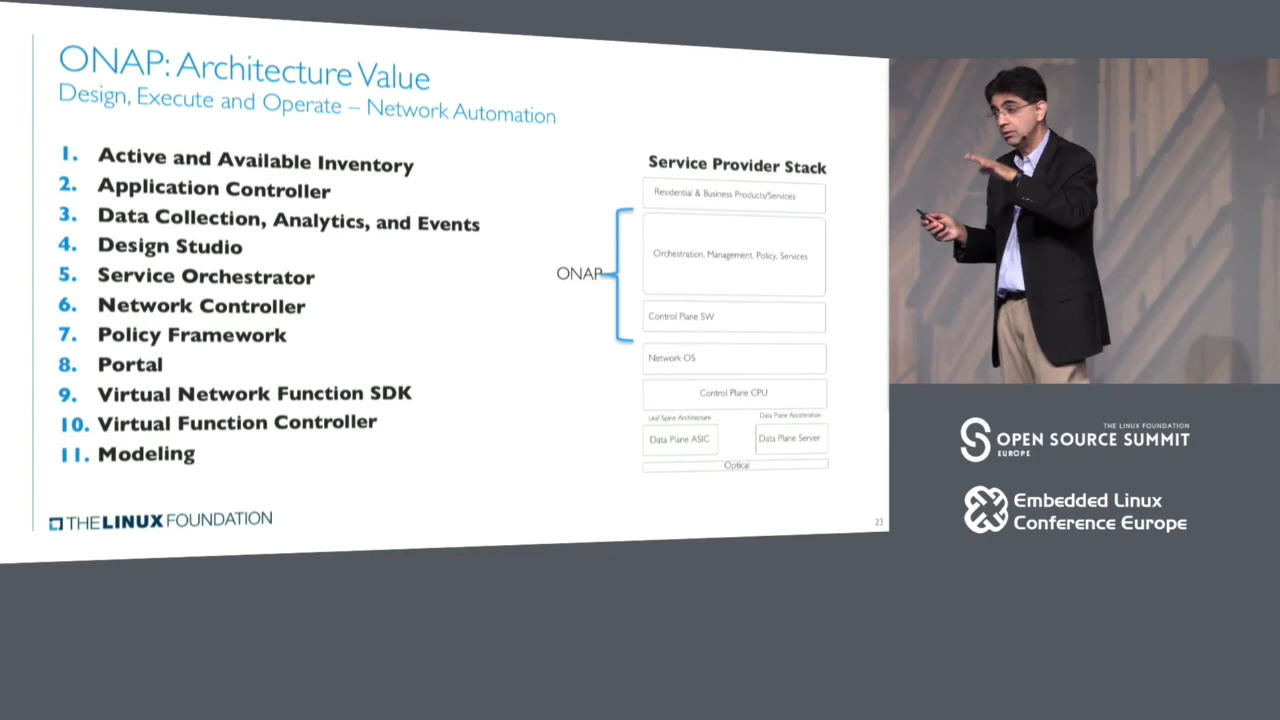 ONAP: Architecture Value
Design, Execute and Operate – Network Automation
1. Active and Available Inventory
2. Application Controller
3. Data Collection, Analytics, and Events
4. Design Studio
5. Service Orchestrator
6. Network Controller
7. Policy Framework
8. Portal
9. Virtual Network Function SDK
10. Virtual Function Controller
11. Modeling
Service Provider Stack
Residential & Business Products/Services
Orchestration, Management, Policy, Services
ONAP
Control Plane SW
Network OS
Control Plane CPU
Leaf Spine Architecture
Data Plane Acceleration
Data Plane ASIC
Data Plane Server
Optical
THE LINUX FOUNDATION
23
THE LINUX FOUNDATION
OPEN SOURCE SUMMIT
EUROPE
Embedded Linux
Conference Europe